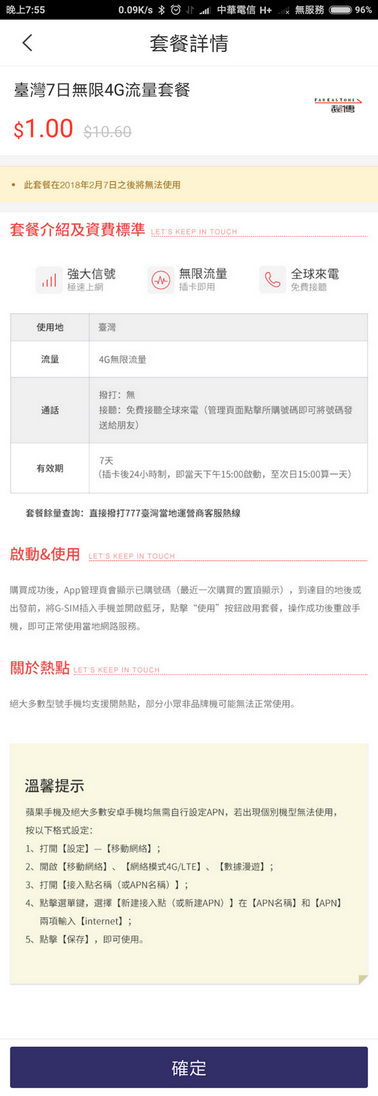 晚上7:55 0.09K/s 中華電信 H+ 無服務 96%
套餐詳情
臺灣7日無限4G流量套餐
FAREASTONE
遠傳
$1.00 $10.60
此套餐在2018年2月7日之後將無法使用
套餐介紹及資費標準 LET'S KEEP IN TOUCH
強大信號 無限流量 全球來電
極速上網 插卡即用 免費接聽
使用地 臺灣
流量 4G無限流量
撥打：無
通話 接聽：免費接聽全球來電（管理頁面點擊所購號碼即可將號碼發
送給朋友）
有效期 7天
（插卡後24小時制，即當天下午15:00啟動，至次日15:00算一天）
套餐餘量查詢：直接撥打777臺灣當地運營商客服熱線
啟動&使用 LET'S KEEP IN TOUCH
購買成功後，App管理頁會顯示已購號碼（最近一次購買的置頂顯示），到達目的地後或
出發前，將G-SIM插入手機並開啟藍牙，點擊“使用”按鈕啟用套餐，操作成功後重啟手
機，即可正常使用當地網路服務。
關於熱點 LET'S KEEP IN TOUCH
絕大多數型號手機均支援開熱點，部分小眾非品牌機可能無法正常使用。
溫馨提示
蘋果手機及絕大多數安卓手機均無需自行設定APN，若出現個別機型無法使用，
按以下格式設定：
1、打開【設定】—【移動網絡】；
2、開啟【移動網絡】、【網絡模式4G/LTE】、【數據漫遊】；
3、打開【接入點名稱（或APN名稱）】；
4、點擊選單鍵，選擇【新建接入點（或新建APN）】在【APN名稱】和【APN】
兩項輸入【internet】；
5、點擊【保存】，即可使用。
確定